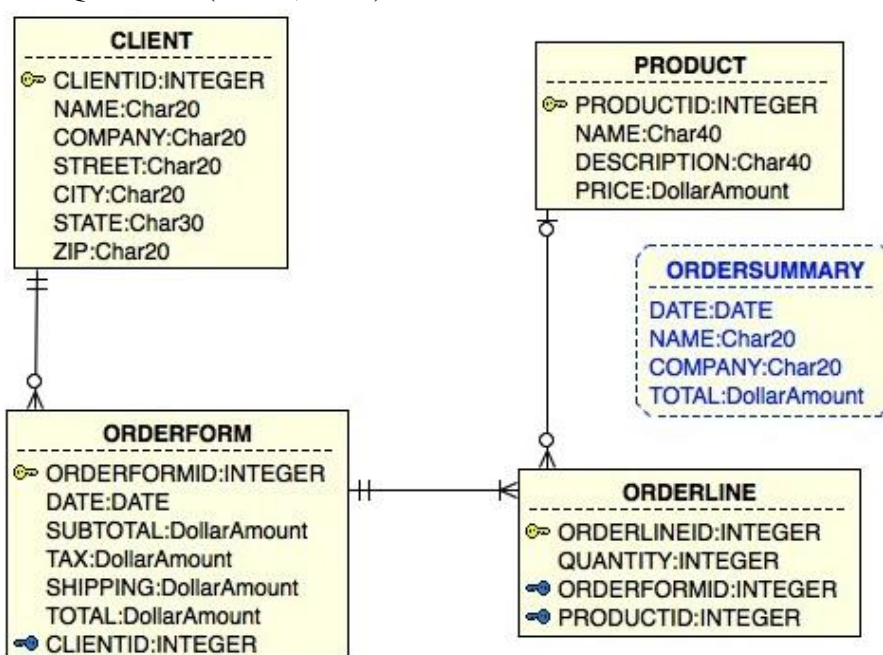 CLIENT
CLIENTID:INTEGER
NAME:Char20
COMPANY:Char20
STREET:Char20
CITY:Char20
STATE:Char30
ZIP:Char20
PRODUCT
PRODUCTID:INTEGER
NAME:Char40
DESCRIPTION:Char40
PRICE:DollarAmount
ORDERSUMMARY
DATE:DATE
NAME:Char20
COMPANY:Char20
TOTAL:DollarAmount
ORDERFORM
ORDERFORMID:INTEGER
DATE:DATE
SUBTOTAL:DollarAmount
TAX:DollarAmount
SHIPPING:DollarAmount
TOTAL:DollarAmount
CLIENTID:INTEGER
ORDERLINE
ORDERLINEID:INTEGER
QUANTITY:INTEGER
ORDERFORMID:INTEGER
PRODUCTID:INTEGER